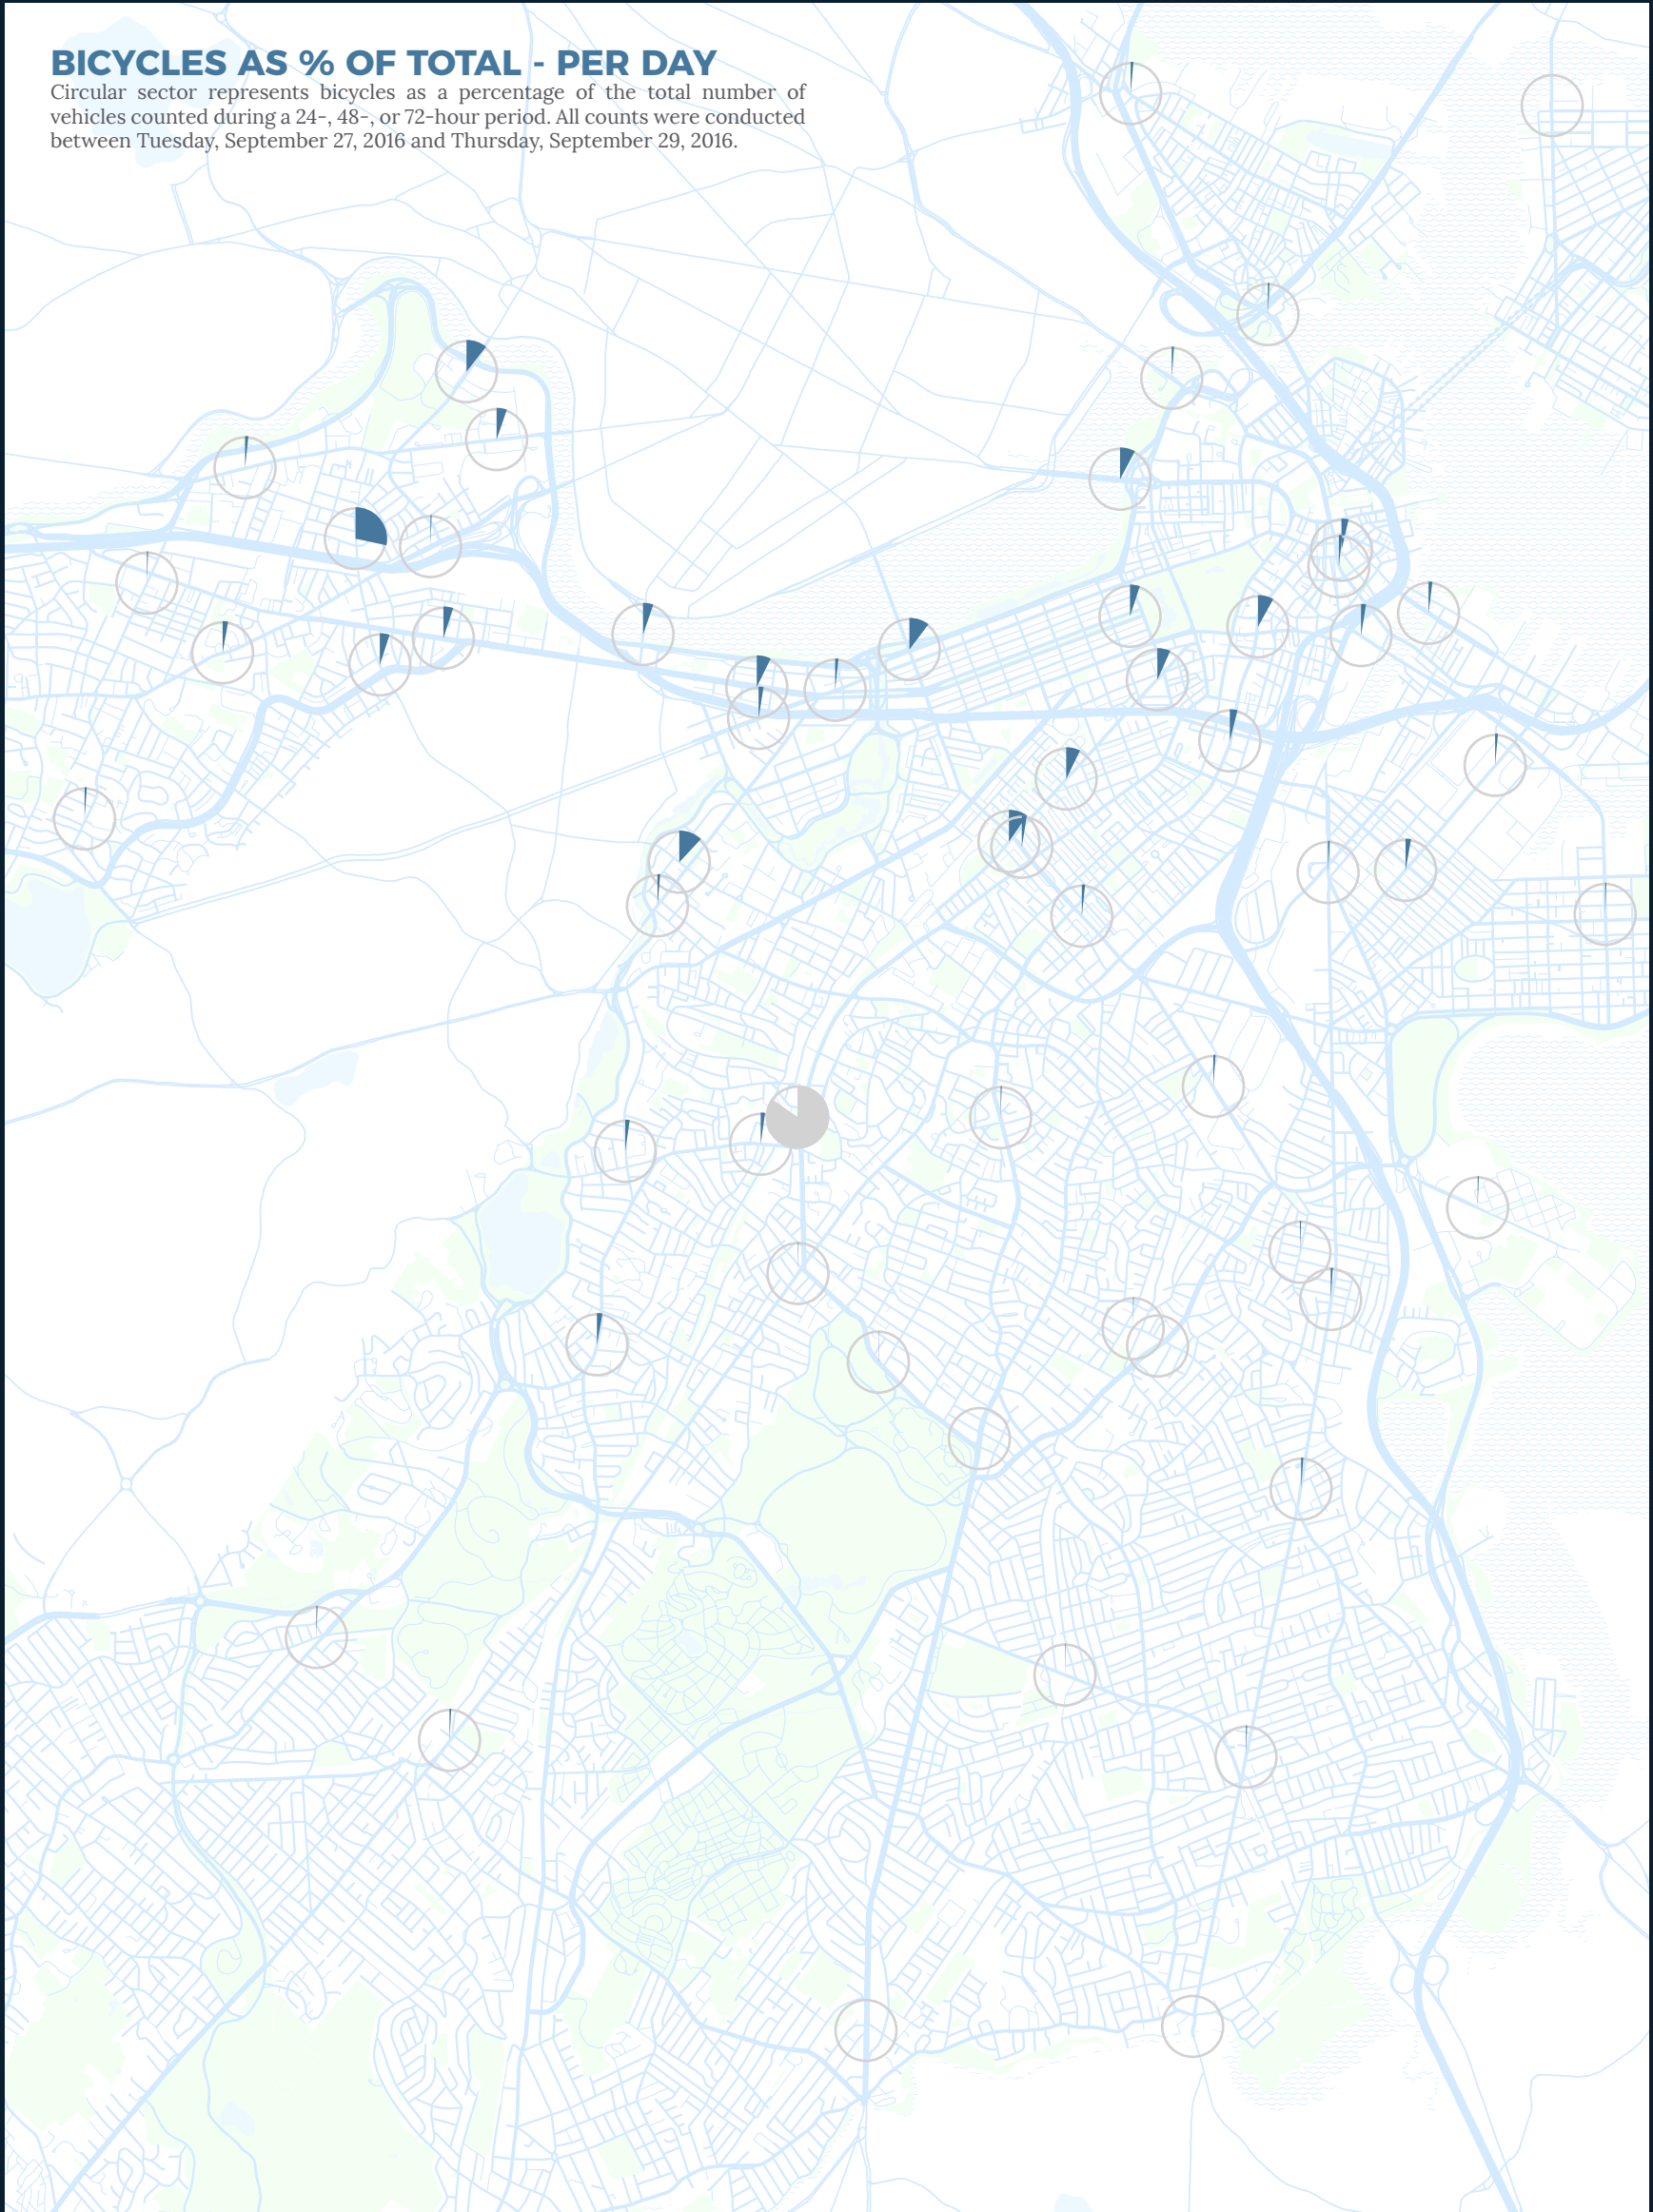 BICYCLES AS % OF TOTAL - PER DAY
Circular sector represents bicycles as a percentage of the total number of
vehicles counted during a 24-, 48-, or 72-hour period. All counts were conducted
between Tuesday, September 27, 2016 and Thursday, September 29, 2016.